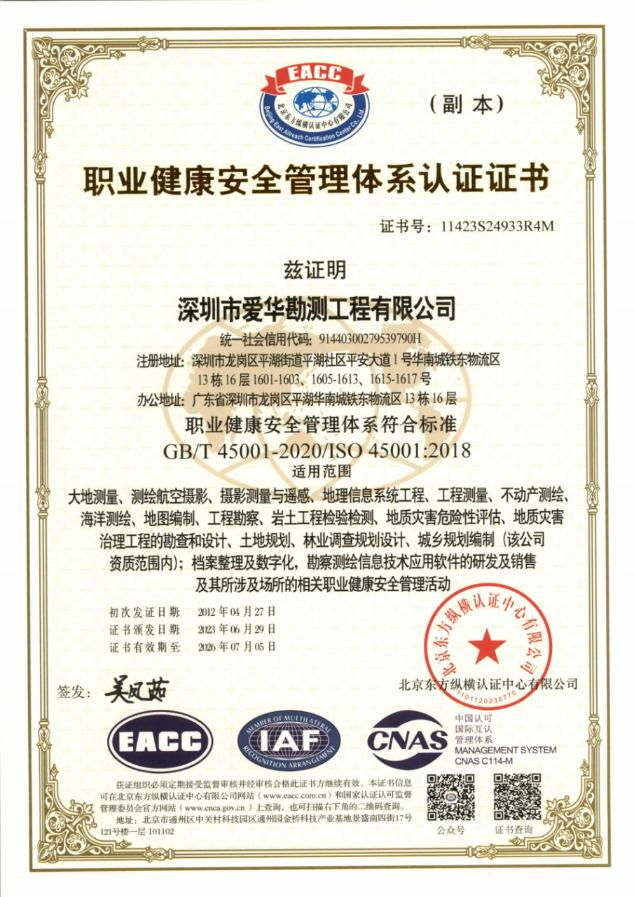 EACC
北京东方纵横认证中心有限公司
Beijing East Allreach Certification Center Co., Ltd.
(副 本)
职业健康安全管理体系认证证书
证书号：11423S24933R4M
兹证明
深圳市爱华勘测工程有限公司
统一社会信用代码：91440300279539790H
注册地址：深圳市龙岗区平湖街道平湖社区平安大道1号华南城铁东物流区
13栋16层1601-1603、1605-1613、1615-1617号
办公地址：广东省深圳市龙岗区平湖华南城铁东物流区13栋16层
职业健康安全管理体系符合标准
GB/T 45001-2020/ISO 45001:2018
适用范围
大地测量、测绘航空摄影、摄影测量与遥感、地理信息系统工程、工程测量、不动产测绘、
海洋测绘、地图编制、工程勘察、岩土工程检验检测、地质灾害危险性评估、地质灾害
治理工程的勘查和设计、土地规划、林业调查规划设计、城乡规划编制（该公司
资质范围内）；档案整理及数字化，勘察测绘信息技术应用软件的研发及销售
及其所涉及场所的相关职业健康安全管理活动
初次发证日期：2012年04月27日
证书颁发日期：2023年06月29日
证书有效期至：2026年07月05日
北京东方纵横认证中心有限公司
1101120236770
签发：吴凤茹
北京东方纵横认证中心有限公司
EACC
MEMBER OF MULTILATERAL
IAF
RECOGNITION ARRANGEMENT
CNAS
中国认可
国际互认
管理体系
MANAGEMENT SYSTEM
CNAS C114-M
获证组织必须定期接受监督审核并经审核合格此证书方继续有效。本证书信息
可在北京东方纵横认证中心有限公司网站（www.eacc.com.cn）和国家认证认可监督
管理委员会官方网站（www.cnca.gov.cn）上查询，也可扫描右下角的二维码查询。
地址：北京市通州区中关村科技园区通州园金桥科技产业基地景盛南四街17号
121号楼一层101102
公众号
证书查询